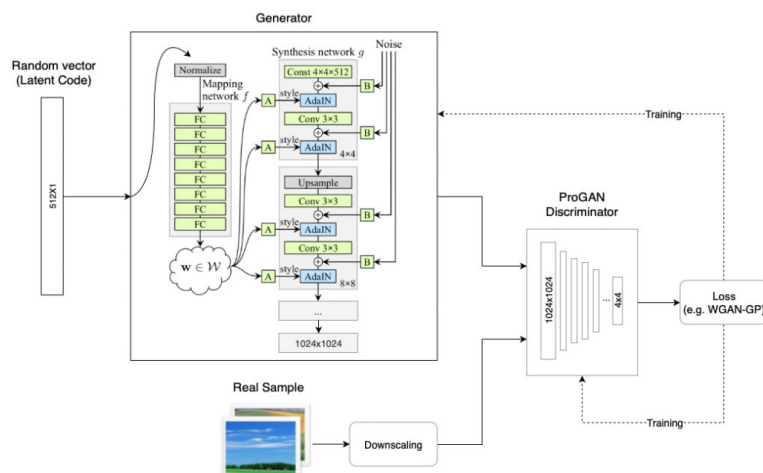 Generator
Random vector
(Latent Code)
512X1
Normalize
Mapping
network f
FC
FC
FC
FC
FC
FC
FC
FC
w ∈ W
Synthesis network g
Noise
Const 4×4×512
B
A
style
AdaIN
Conv 3×3
B
A
style
AdaIN
4×4
Upsample
Conv 3×3
B
A
style
AdaIN
Conv 3×3
B
A
style
AdaIN
8×8
...
1024x1024
Training
ProGAN
Discriminator
1024x1024
...
4x4
Loss
(e.g. WGAN-GP)
Training
Real Sample
Downscaling